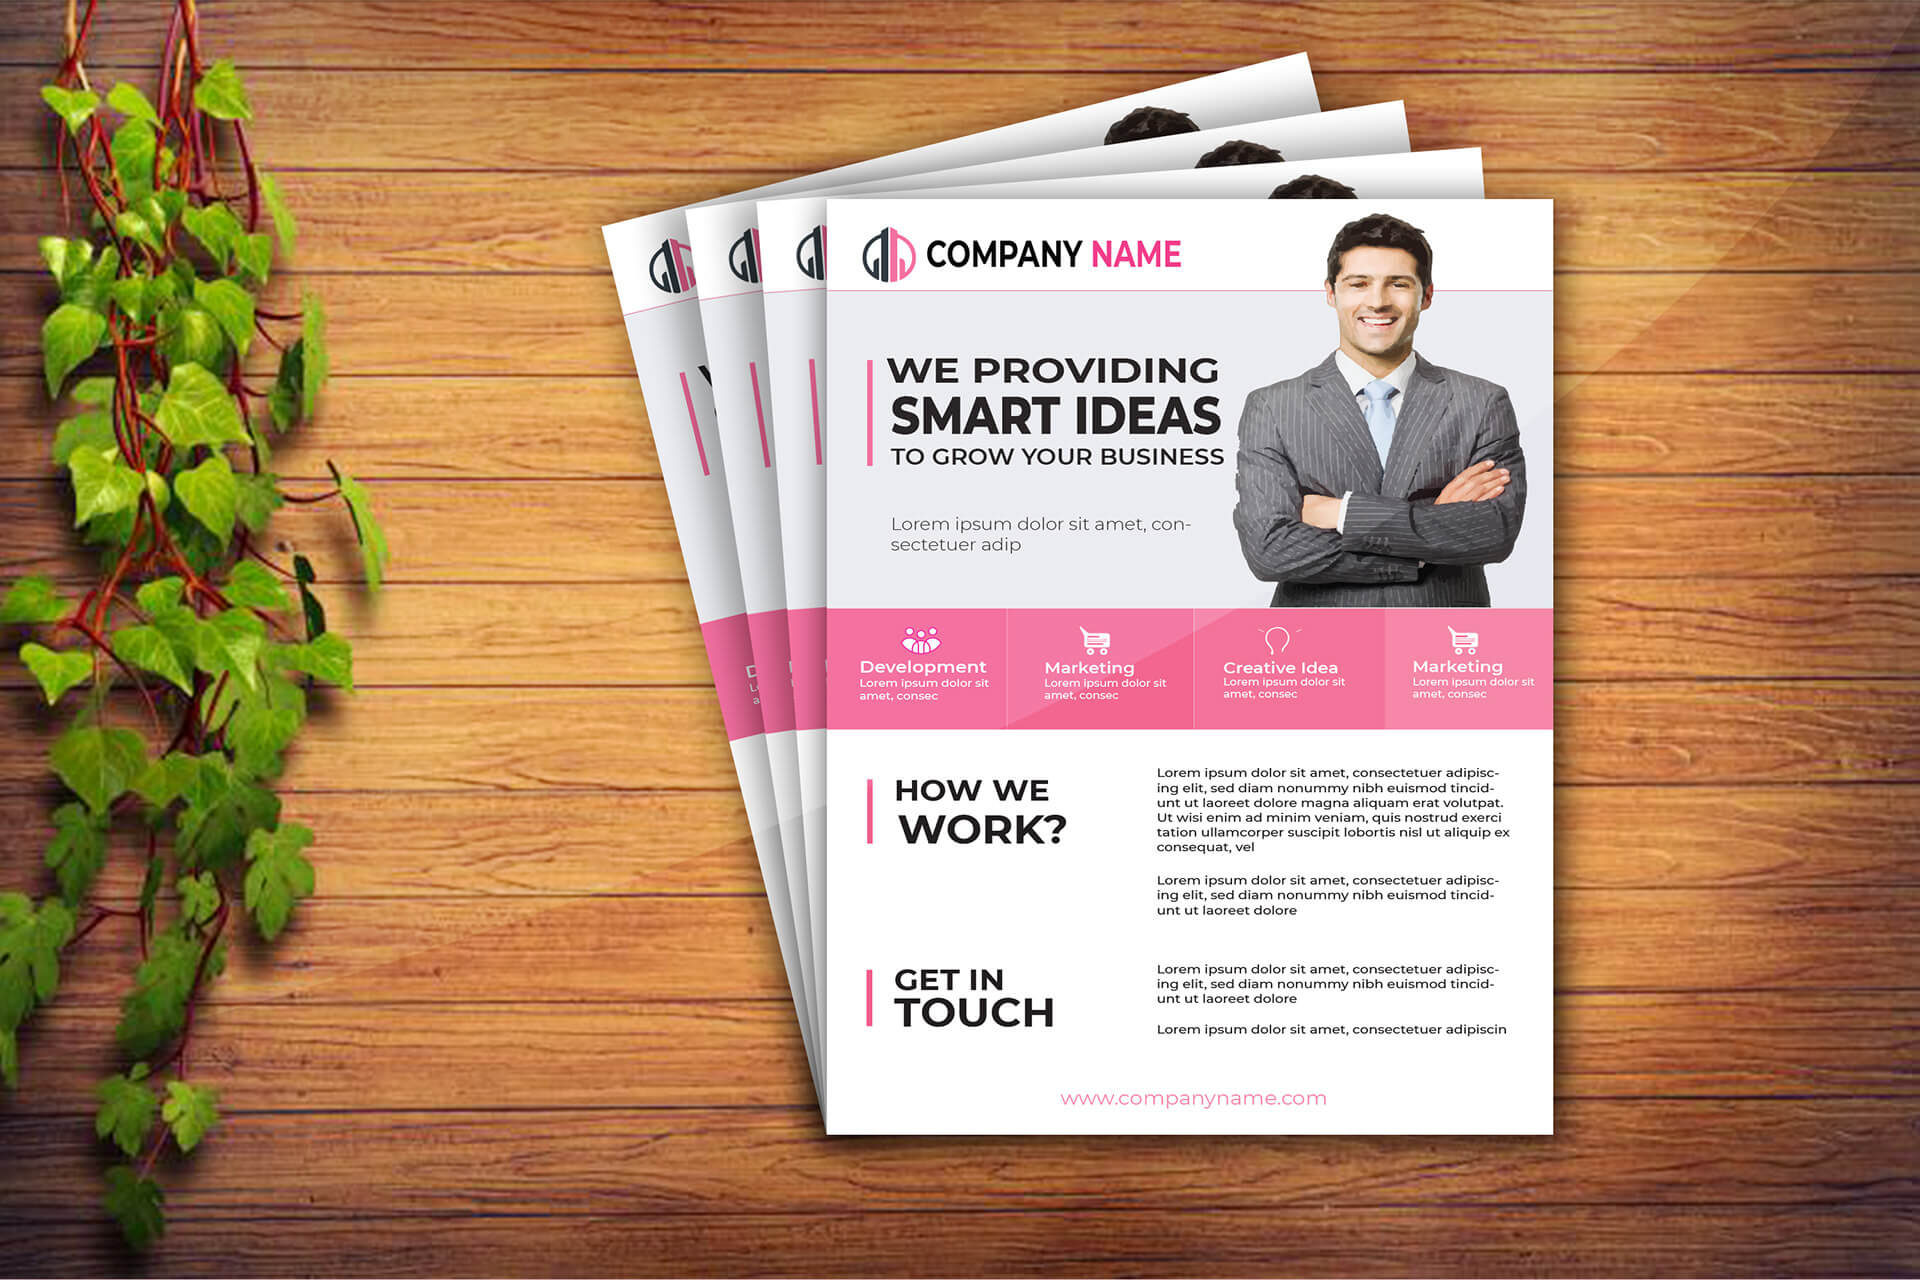 COMPANY NAME
WE PROVIDING
SMART IDEAS
TO GROW YOUR BUSINESS
Lorem ipsum dolor sit amet, con-
sectetuer adip
Development
Lorem ipsum dolor sit
amet, consec
Marketing
Lorem ipsum dolor sit
amet, consec
Creative Idea
Lorem ipsum dolor sit
amet, consec
Marketing
Lorem ipsum dolor sit
amet, consec
HOW WE
WORK?
Lorem ipsum dolor sit amet, consectetuer adipisc-
ing elit, sed diam nonummy nibh euismod tincid-
unt ut laoreet dolore magna aliquam erat volutpat.
Ut wisi enim ad minim veniam, quis nostrud exerci
tation ullamcorper suscipit lobortis nisl ut aliquip ex
consequat, vel
Lorem ipsum dolor sit amet, consectetuer adipisc-
ing elit, sed diam nonummy nibh euismod tincid-
unt ut laoreet dolore
GET IN
TOUCH
Lorem ipsum dolor sit amet, consectetuer adipisc-
ing elit, sed diam nonummy nibh euismod tincid-
unt ut laoreet dolore
Lorem ipsum dolor sit amet, consectetuer adipiscin
www.companyname.com